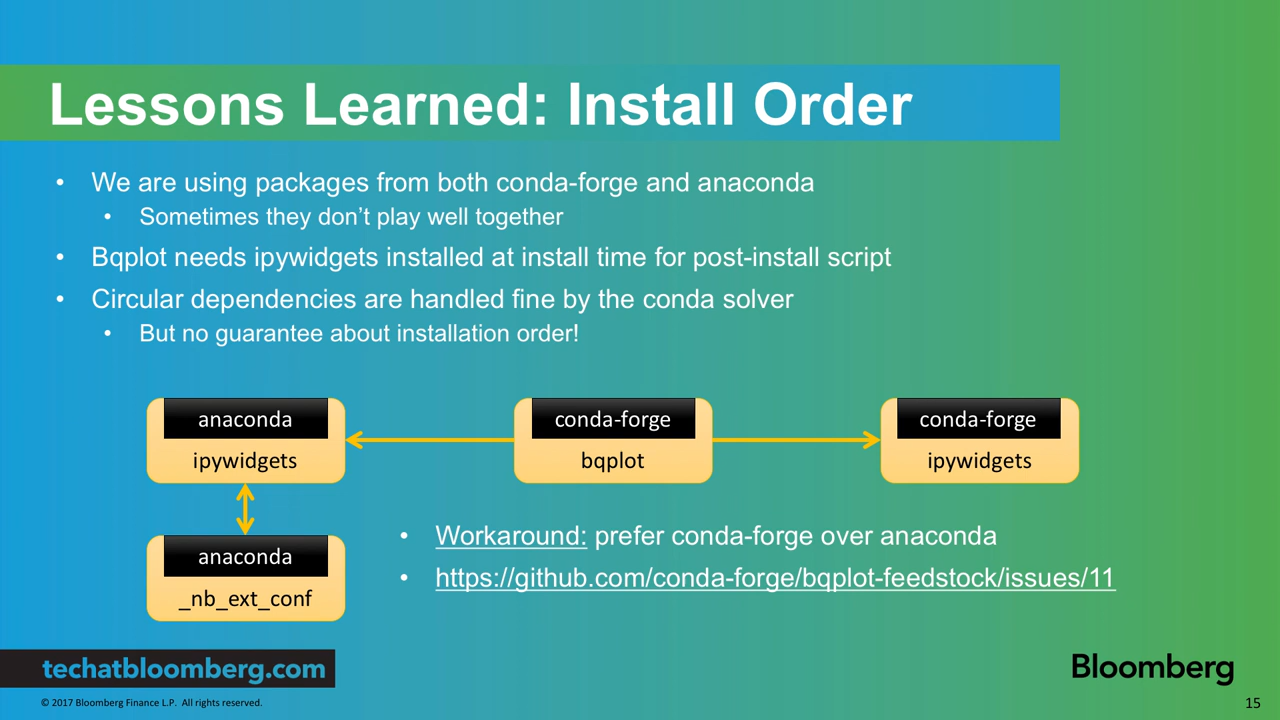 Lessons Learned: Install Order
• We are using packages from both conda-forge and anaconda
• Sometimes they don’t play well together
• Bqplot needs ipywidgets installed at install time for post-install script
• Circular dependencies are handled fine by the conda solver
• But no guarantee about installation order!
anaconda
ipywidgets
conda-forge
bqplot
conda-forge
ipywidgets
anaconda
_nb_ext_conf
• Workaround: prefer conda-forge over anaconda
• https://github.com/conda-forge/bqplot-feedstock/issues/11
techatbloomberg.com
Bloomberg
© 2017 Bloomberg Finance L.P. All rights reserved.
15